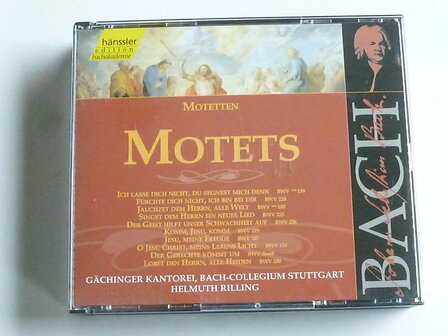 hänssler
edition
bachakademie
MOTETTEN
MOTETS
ICH LASSE DICH NICHT, DU SEGNEST MICH DENN BWV Anh 159
FÜRCHTE DICH NICHT, ICH BIN BEI DIR BWV 228
JAUCHZET DEM HERRN, ALLE WELT BWV Anh 160
SINGET DEM HERRN EIN NEUES LIED BWV 225
DER GEIST HILFT UNSER SCHWACHHEIT AUF BWV 226
KOMM, JESU, KOMM BWV 229
JESU, MEINE FREUDE BWV 227
O JESU CHRIST, MEINS LEBENS LICHT BWV 118
DER GERECHTE KÖMMT UM BWV deest
LOBET DEN HERRN, ALLE HEIDEN BWV 230
GÄCHINGER KANTOREI, BACH-COLLEGIUM STUTTGART
HELMUTH RILLING
BACH